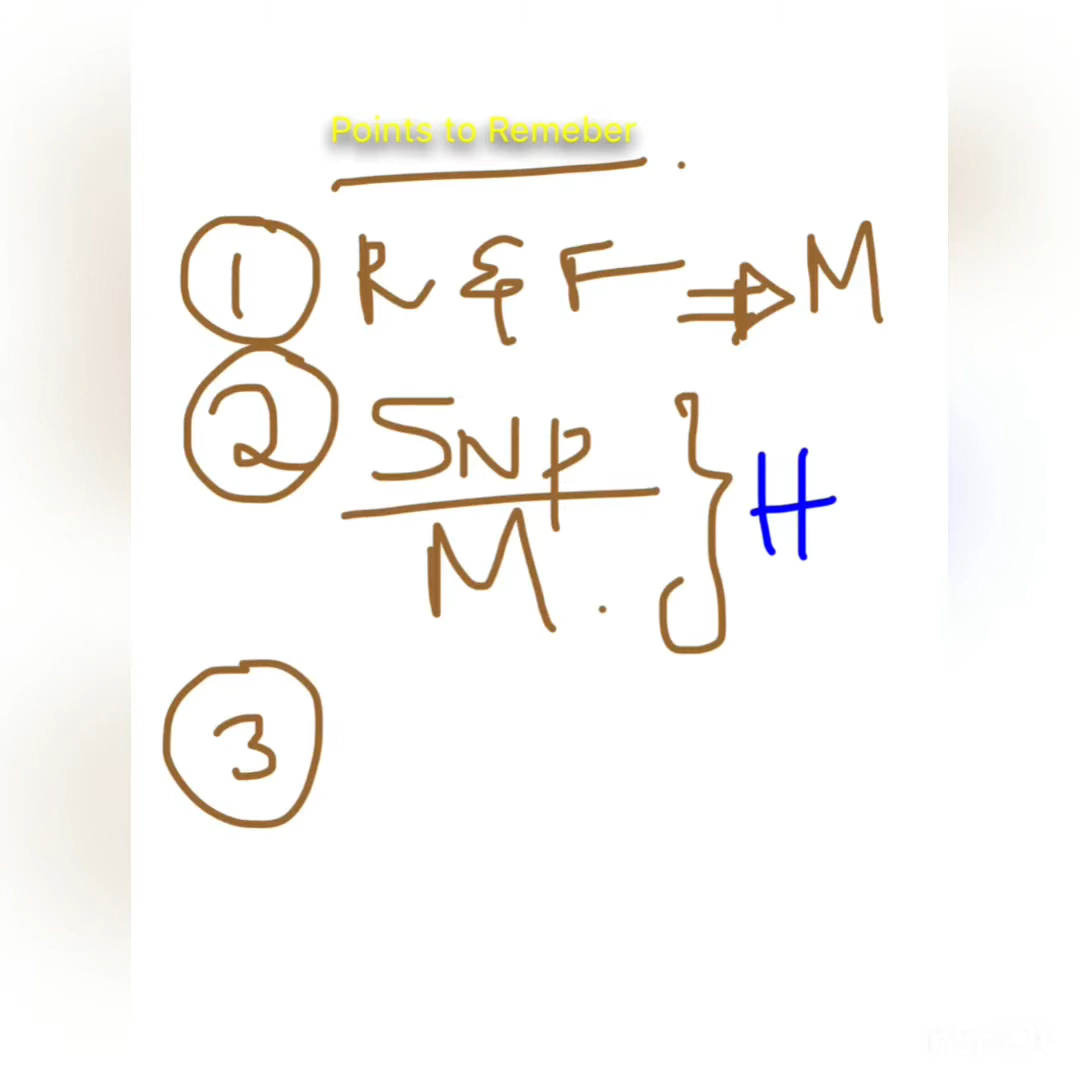 Points to Remeber
① R & F ⇒ M
② SNP
M. } H
③